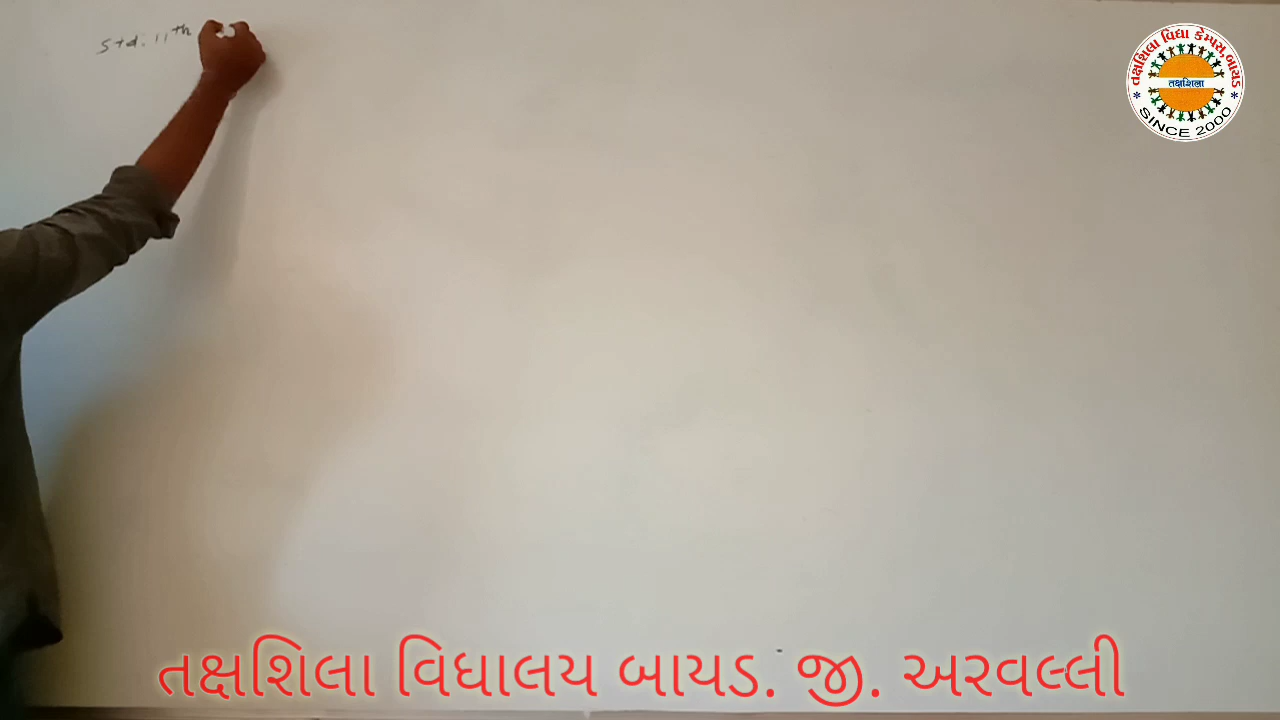 Std. 11th
તક્ષશિલા વિદ્યા કેમ્પસ,બાયડ
તક્ષશિલા
* SINCE 2000 *
તક્ષશિલા વિદ્યાલય બાયડ. જી. અરવલ્લી